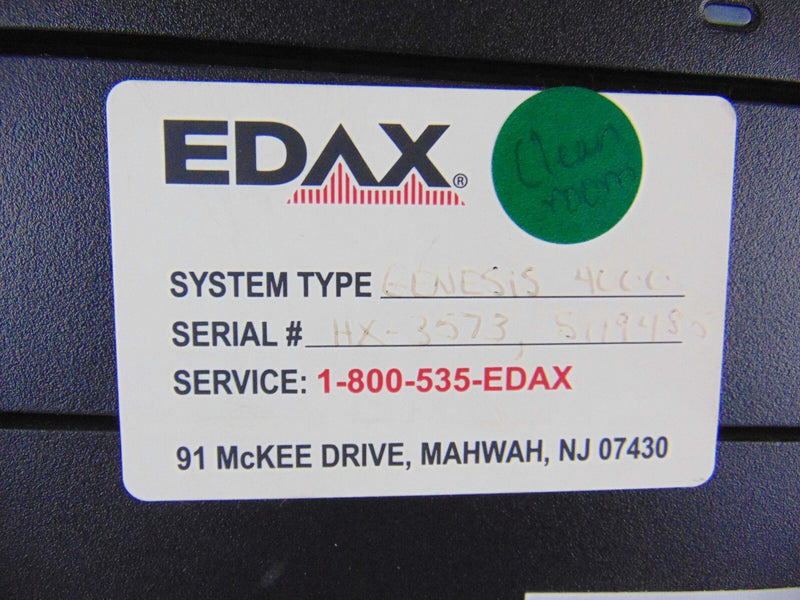 EDAX®
Clean
room
SYSTEM TYPE GENESIS 4000
SERIAL # HX-3573,
SERVICE: 1-800-535-EDAX
91 McKEE DRIVE, MAHWAH, NJ 07430